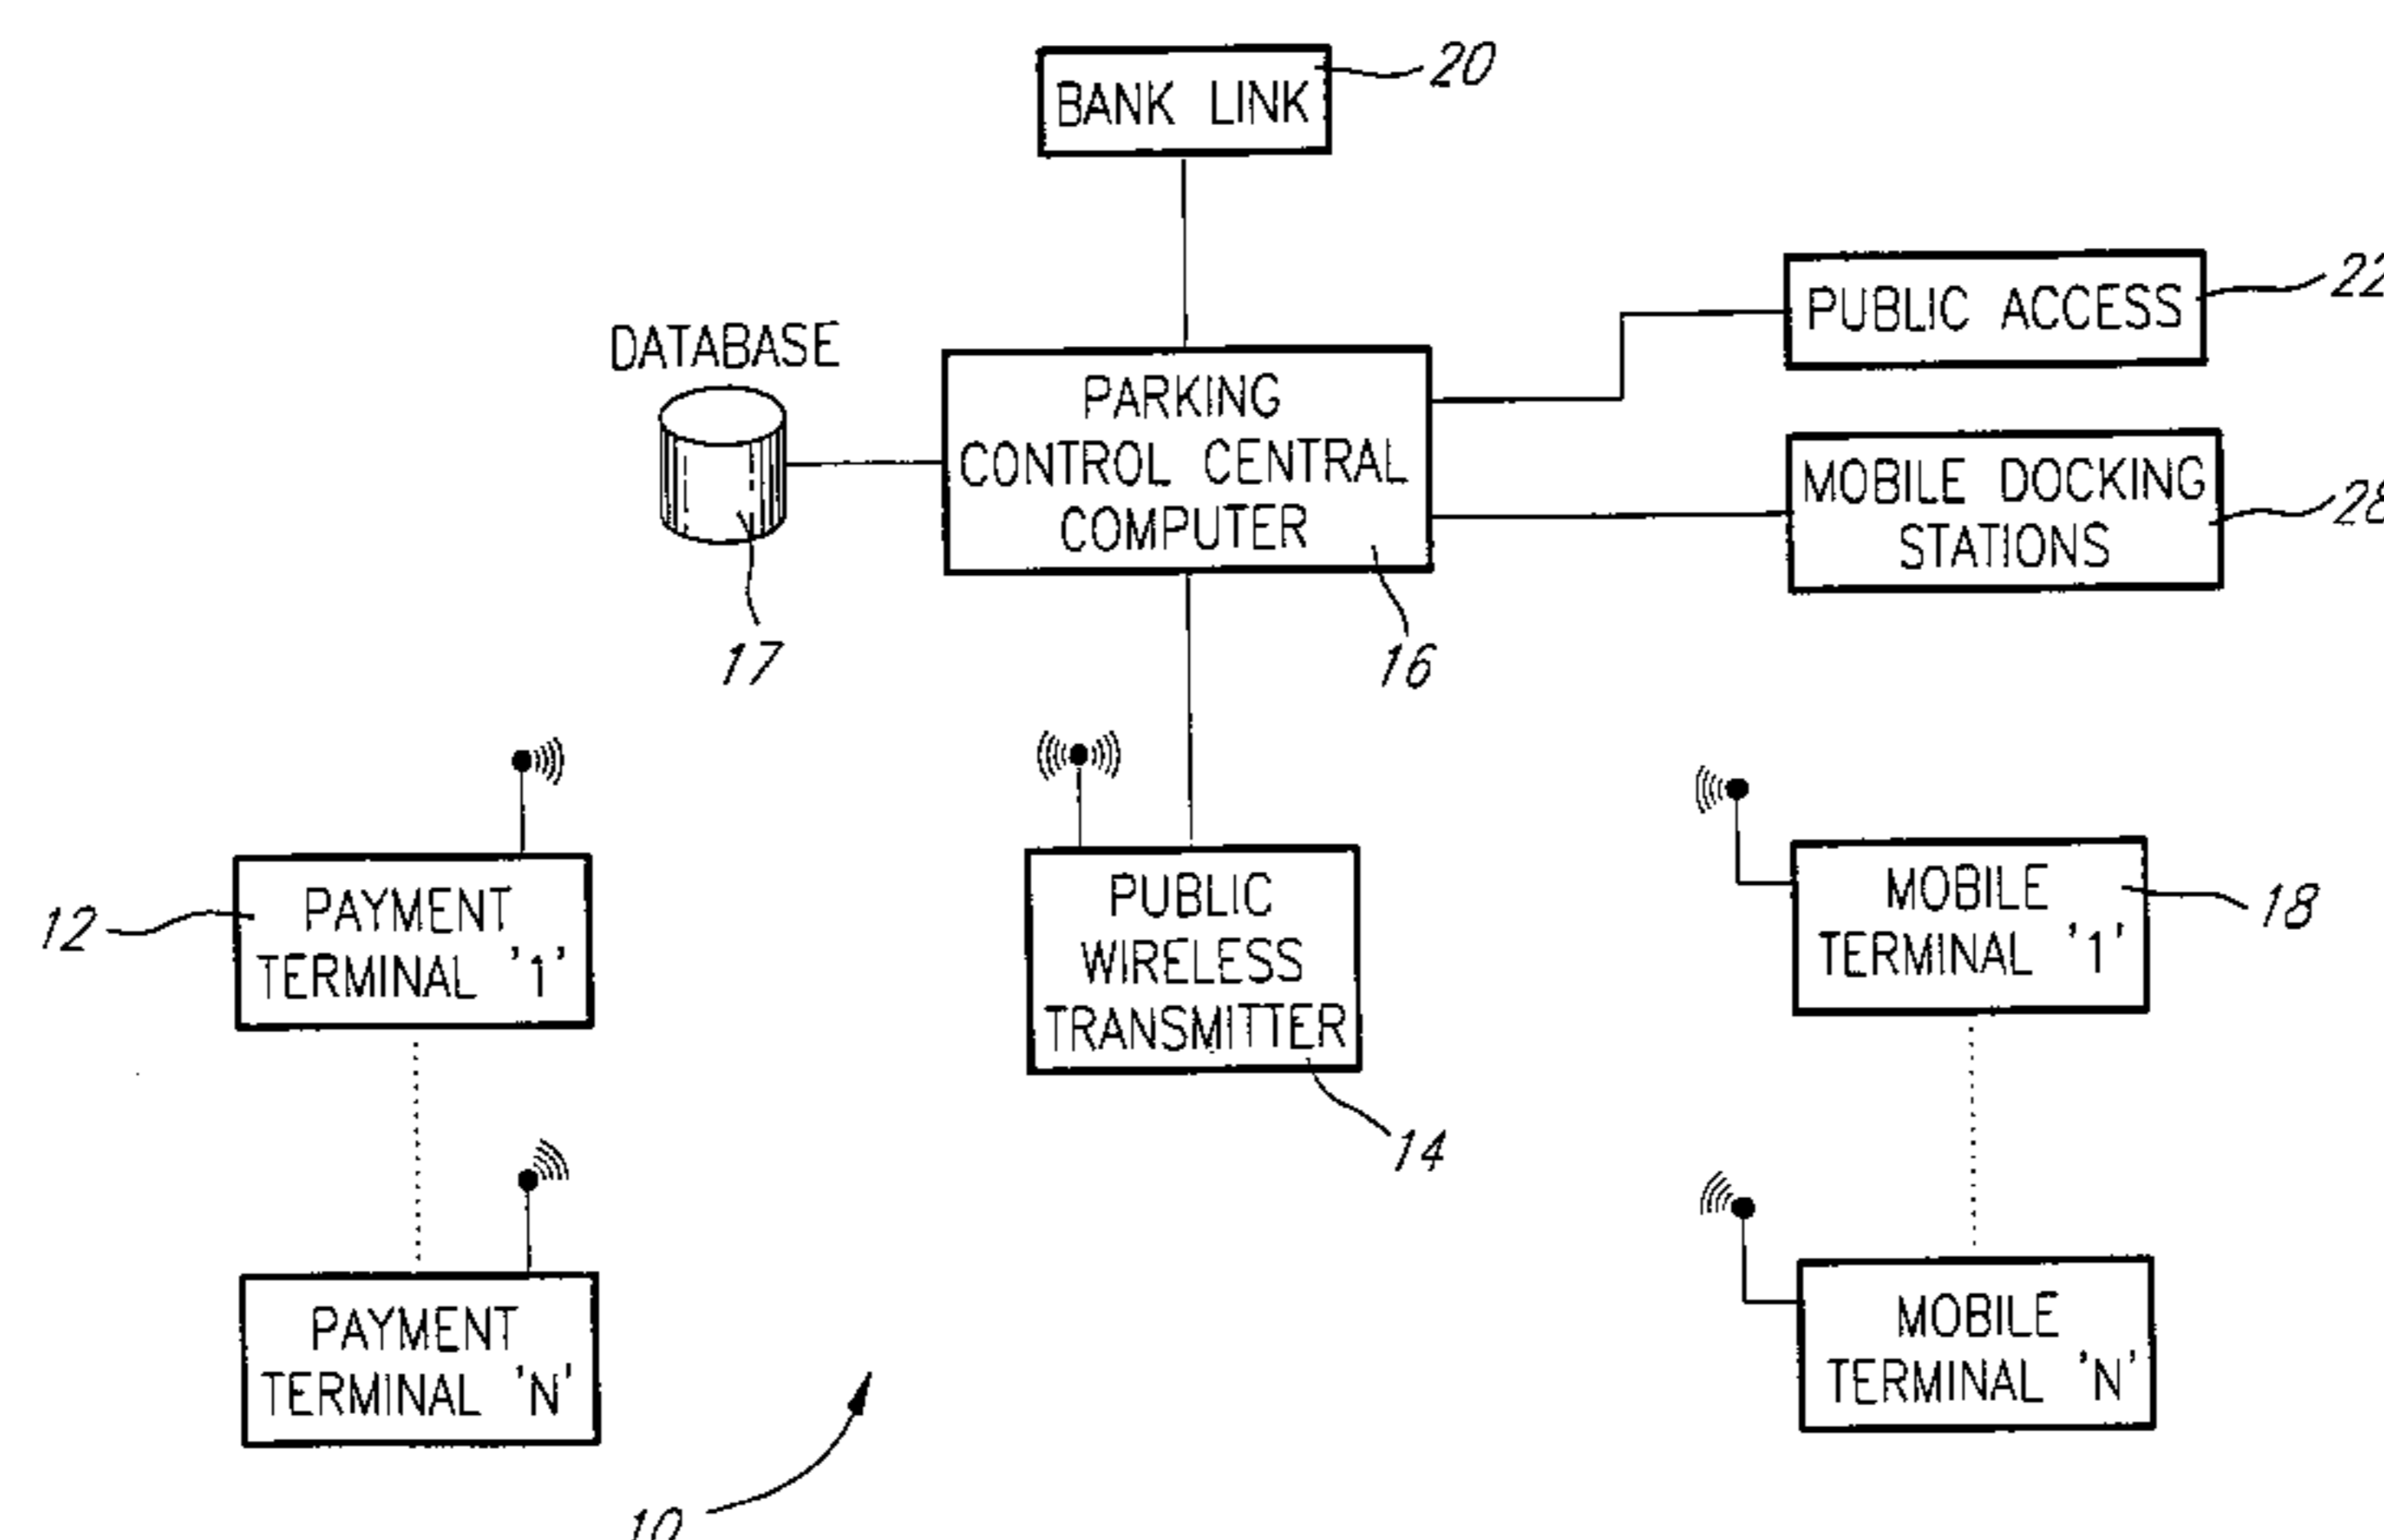 BANK LINK
20
PUBLIC ACCESS
22
DATABASE
PARKING
CONTROL CENTRAL
COMPUTER
MOBILE DOCKING
STATIONS
28
17
16
12
PAYMENT
TERMINAL '1'
PUBLIC
WIRELESS
TRANSMITTER
MOBILE
TERMINAL '1'
18
14
PAYMENT
TERMINAL 'N'
MOBILE
TERMINAL 'N'
10